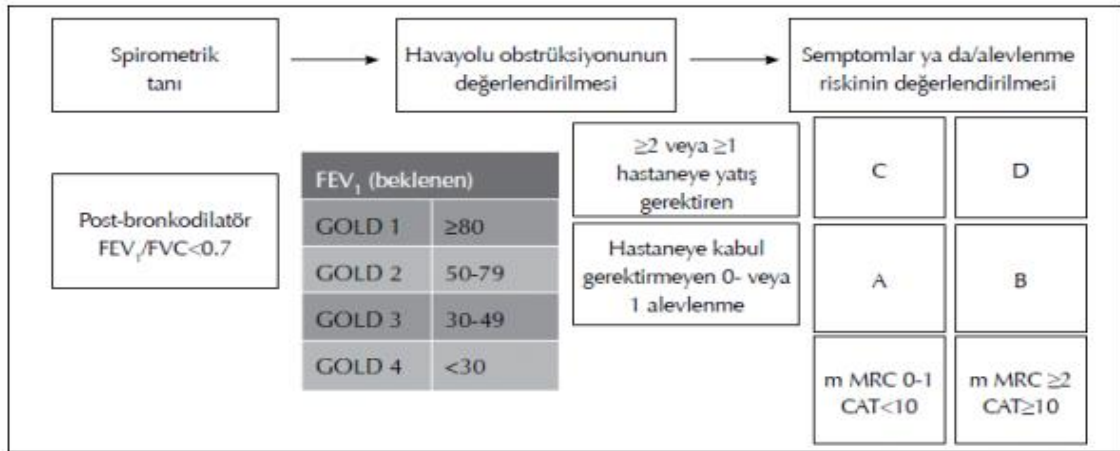 Spirometrik
tanı
Havayolu obstrüksiyonunun
değerlendirilmesi
Semptomlar ya da/alevlenme
riskinin değerlendirilmesi
Post-bronkodilatör
FEV₁/FVC<0.7
FEV₁ (beklenen)
GOLD 1 ≥80
GOLD 2 50-79
GOLD 3 30-49
GOLD 4 <30
≥2 veya ≥1
hastaneye yatış
gerektiren
Hastaneye kabul
gerektirmeyen 0- veya
1 alevlenme
C D
A B
m MRC 0-1
CAT<10
m MRC ≥2
CAT≥10